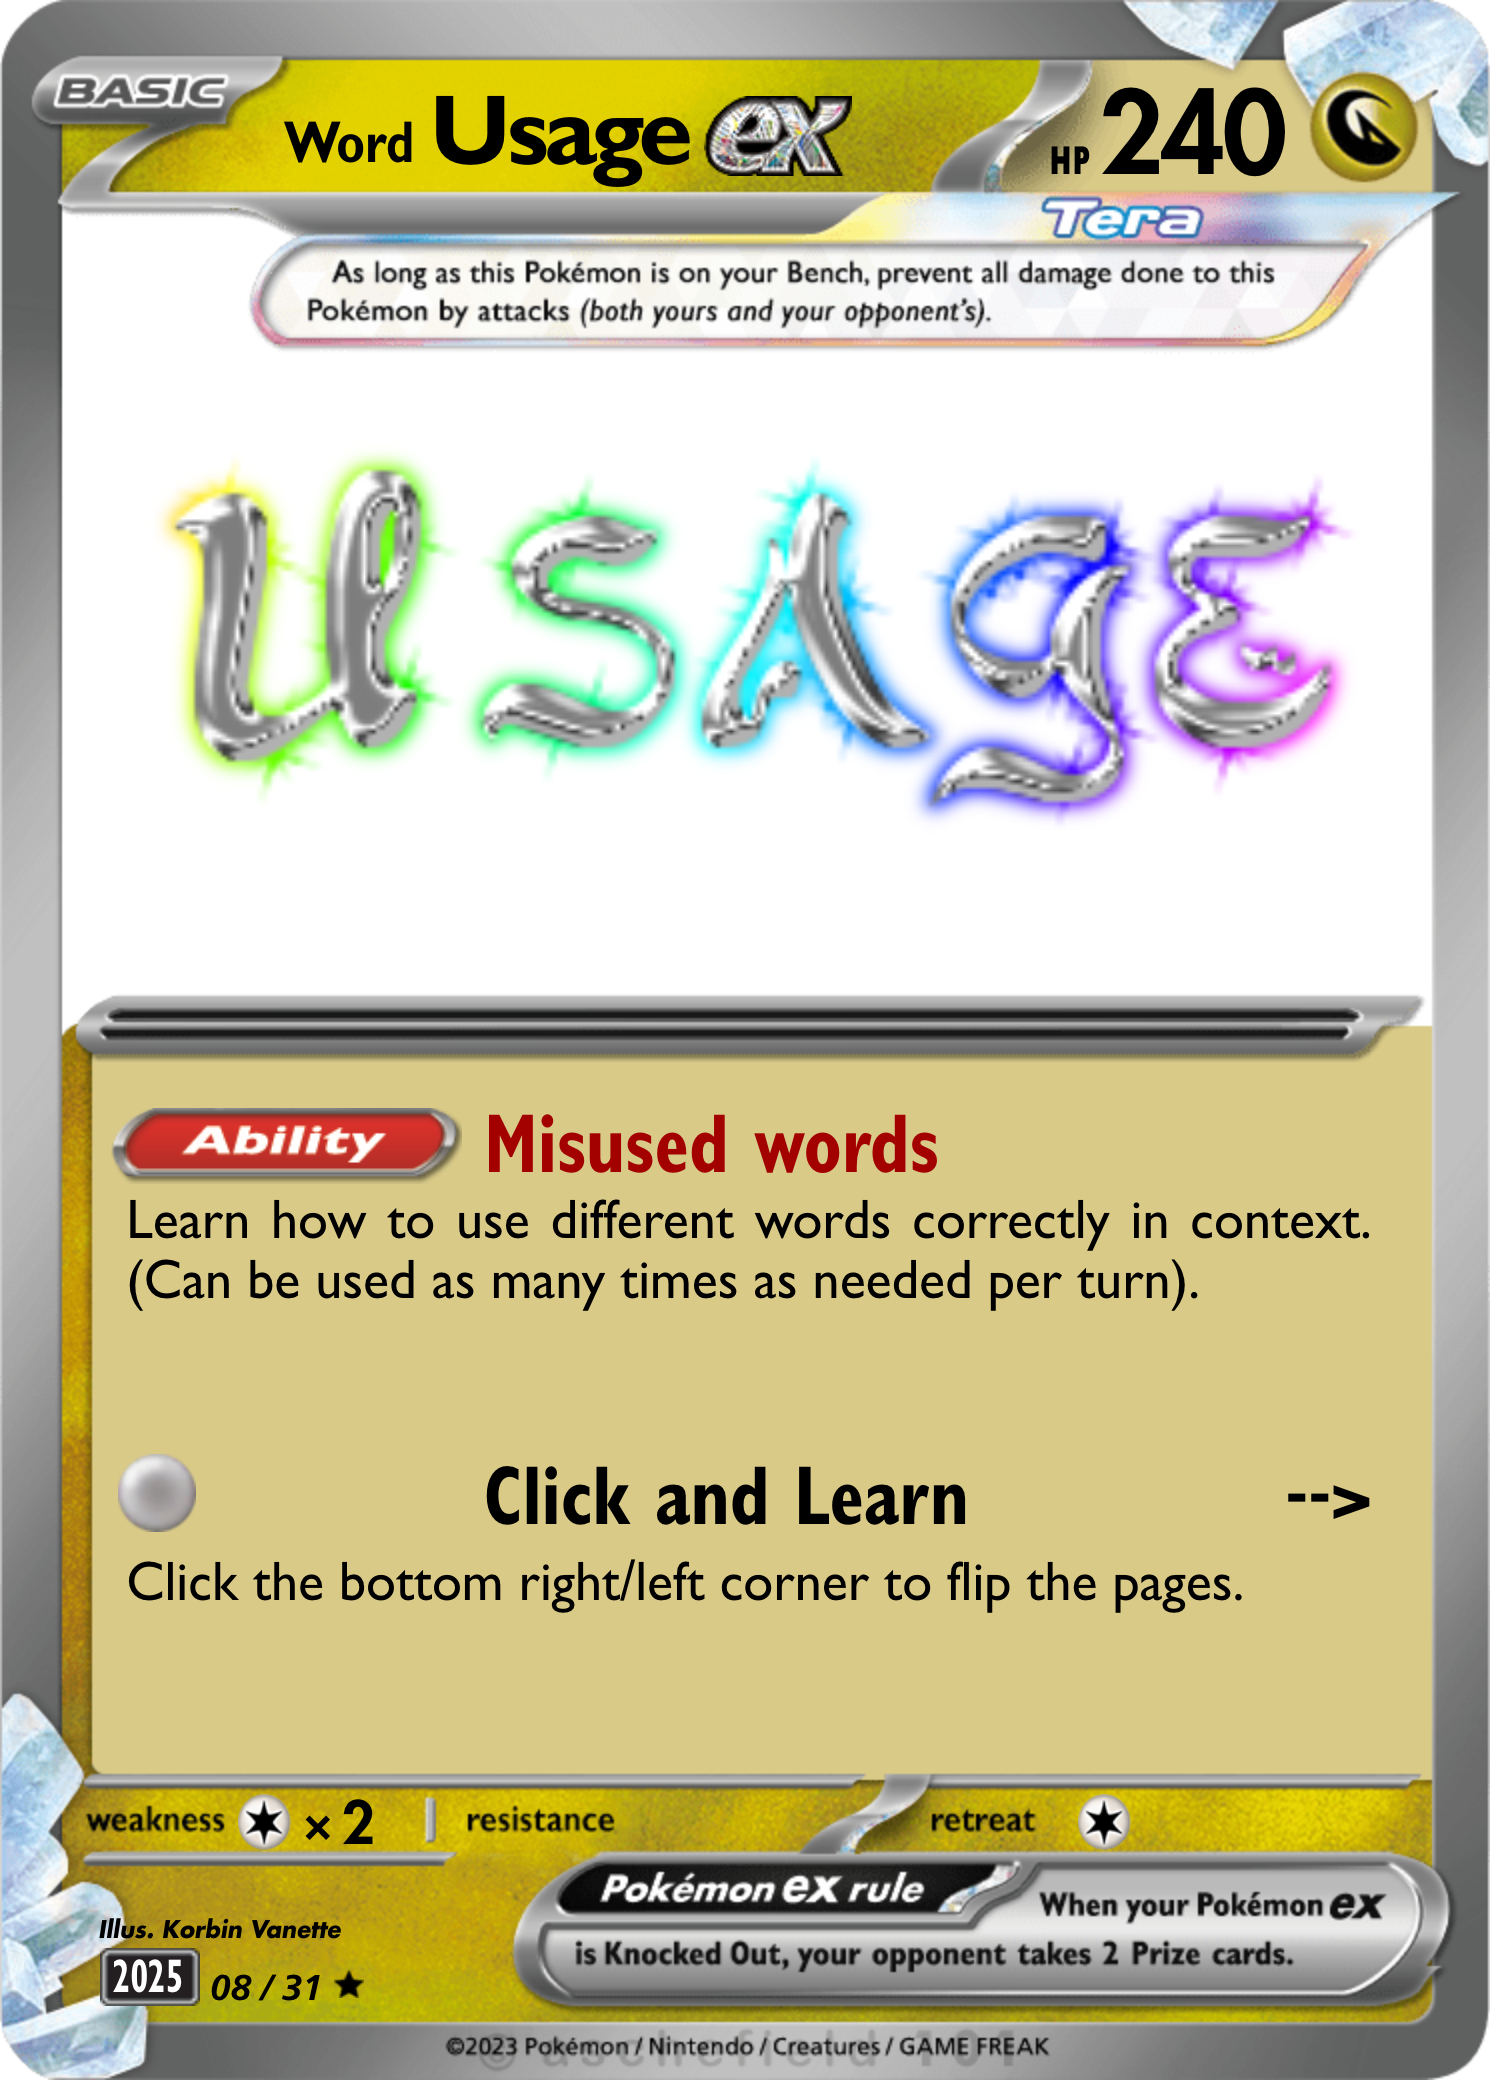 BASIC
Word Usage ex
HP 240
Tera
As long as this Pokémon is on your Bench, prevent all damage done to this
Pokémon by attacks (both yours and your opponent's).
USAGE
Ability Misused words
Learn how to use different words correctly in context.
(Can be used as many times as needed per turn).
Click and Learn -->
Click the bottom right/left corner to flip the pages.
weakness × 2 resistance retreat
Pokémon ex rule When your Pokémon ex
is Knocked Out, your opponent takes 2 Prize cards.
Illus. Korbin Vanette
2025 08 / 31 ★
©2023 Pokémon / Nintendo / Creatures / GAME FREAK